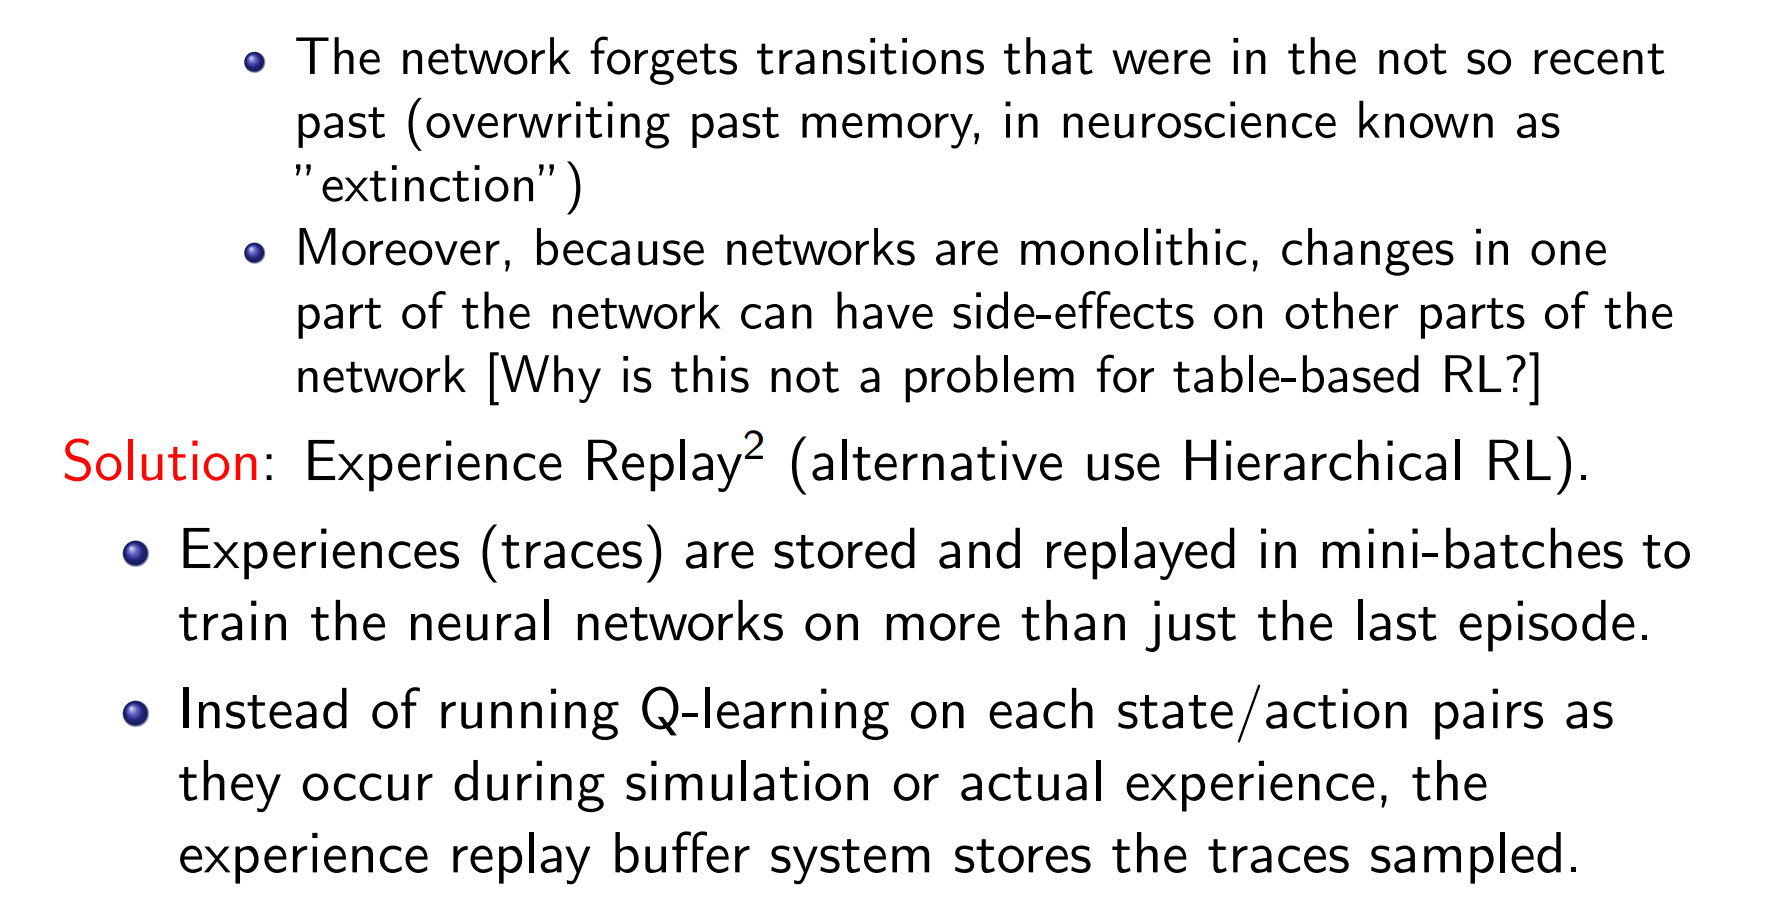 The network forgets transitions that were in the not so recent
past (overwriting past memory, in neuroscience known as
”extinction”)
Moreover, because networks are monolithic, changes in one
part of the network can have side-effects on other parts of the
network [Why is this not a problem for table-based RL?]
Solution: Experience Replay² (alternative use Hierarchical RL).
Experiences (traces) are stored and replayed in mini-batches to
train the neural networks on more than just the last episode.
Instead of running Q-learning on each state/action pairs as
they occur during simulation or actual experience, the
experience replay buffer system stores the traces sampled.